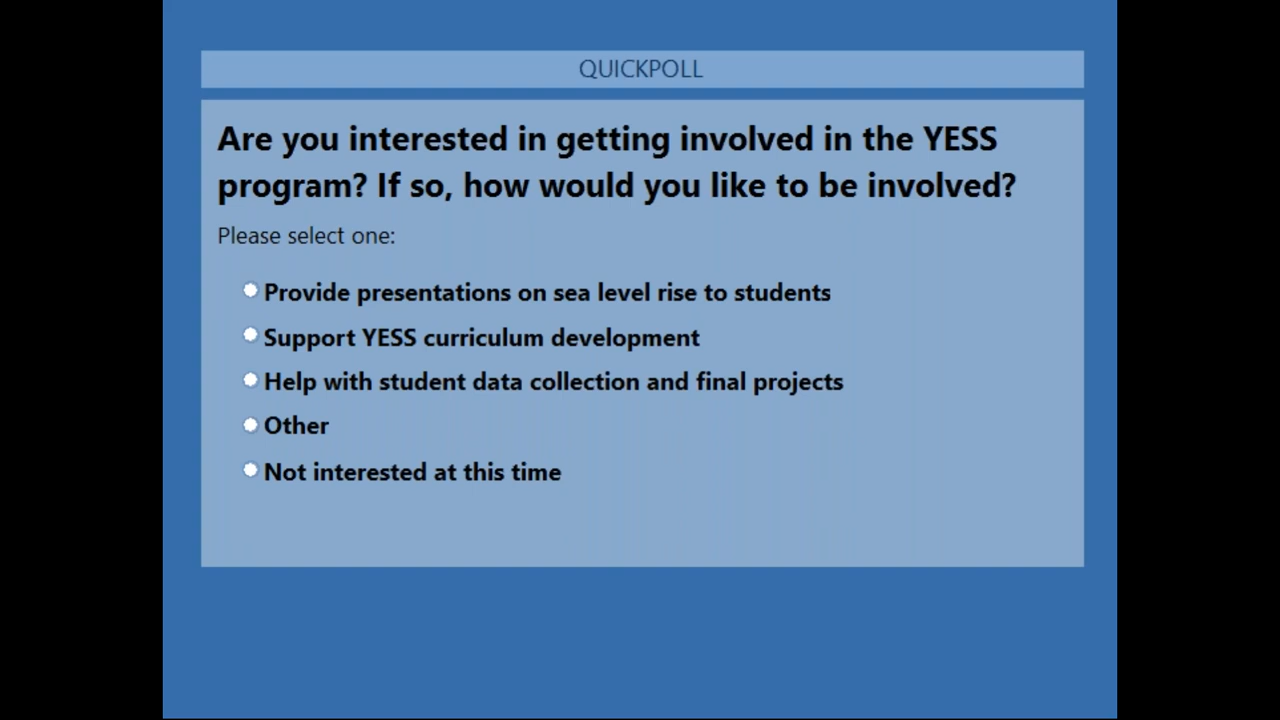 QUICKPOLL
Are you interested in getting involved in the YESS
program? If so, how would you like to be involved?
Please select one:
Provide presentations on sea level rise to students
Support YESS curriculum development
Help with student data collection and final projects
Other
Not interested at this time